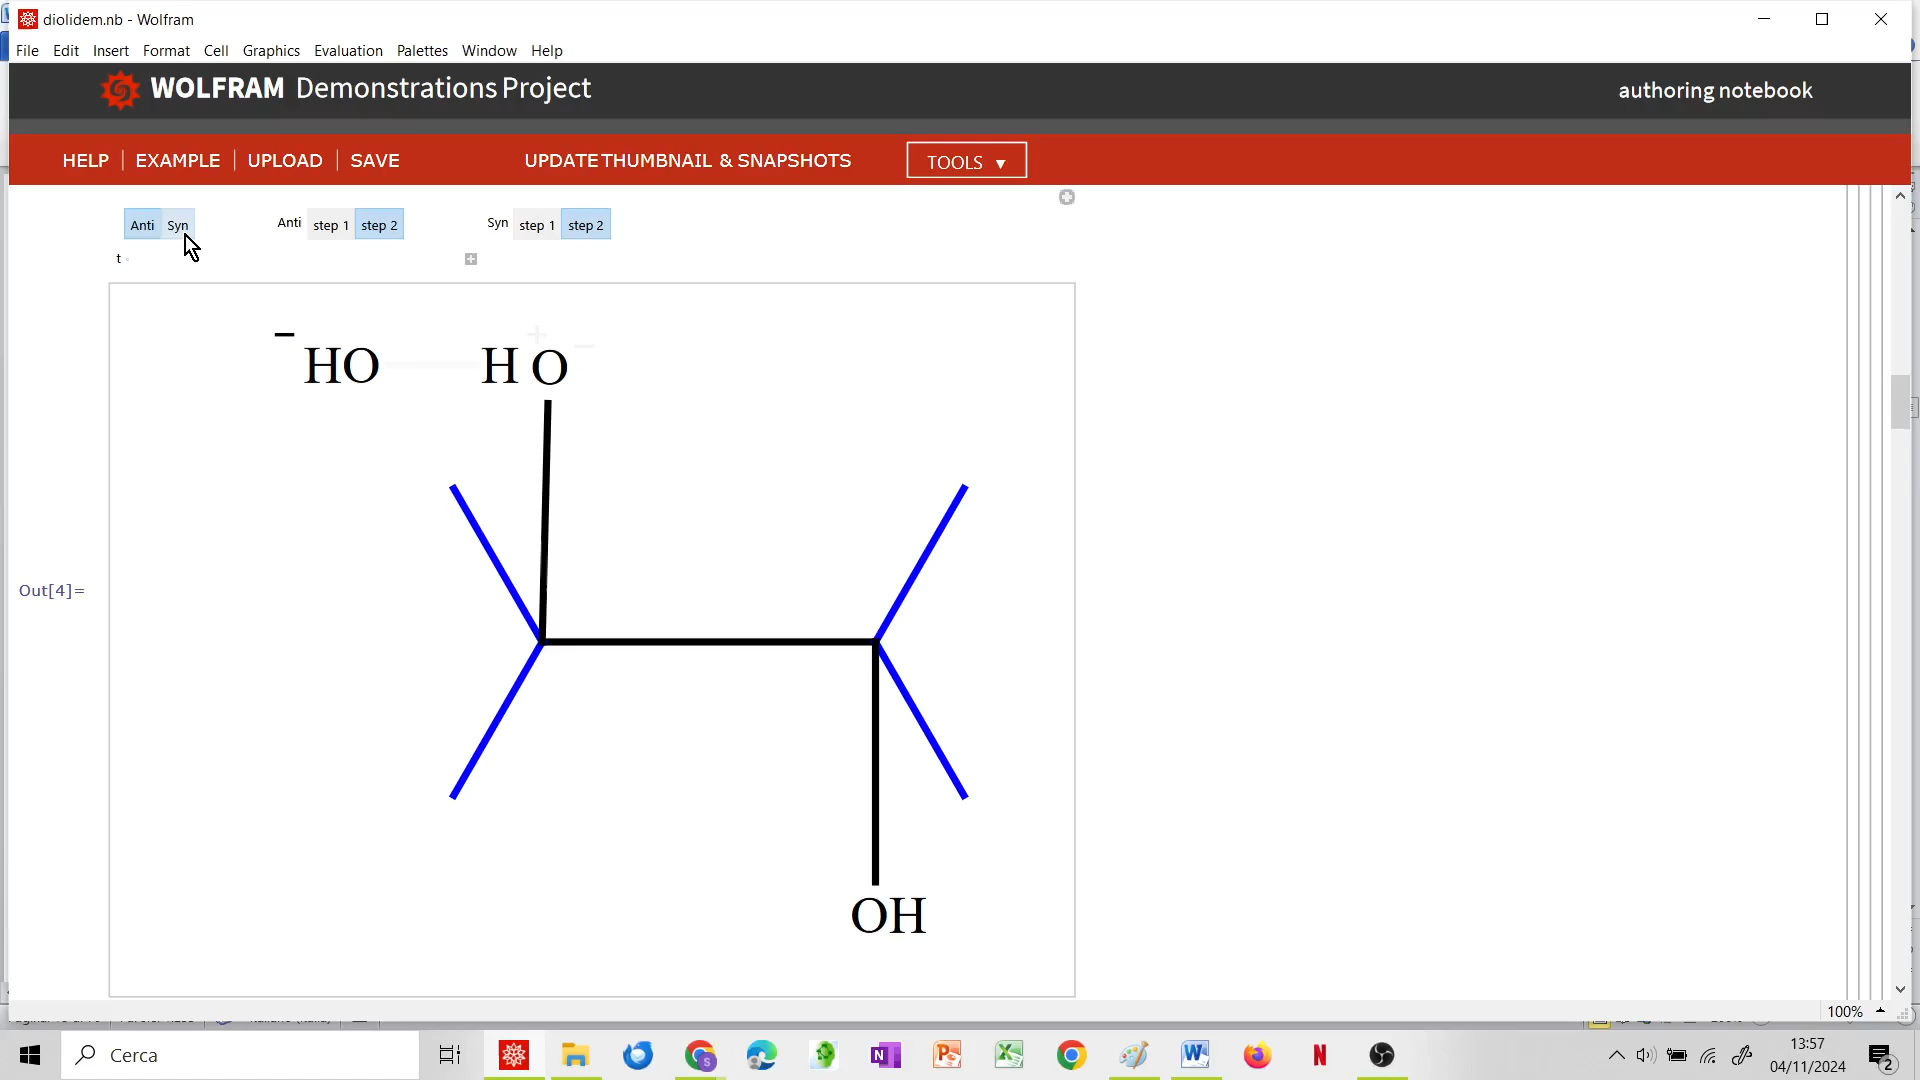 diolidem.nb - Wolfram
File Edit Insert Format Cell Graphics Evaluation Palettes Window Help
WOLFRAM Demonstrations Project
authoring notebook
HELP | EXAMPLE | UPLOAD | SAVE
UPDATE THUMBNAIL & SNAPSHOTS
TOOLS ▼
Anti Syn
Anti step 1 step 2
Syn step 1 step 2
t
− HO H O + −
Out[4]=
OH
100%
Cerca
13:57
04/11/2024
2